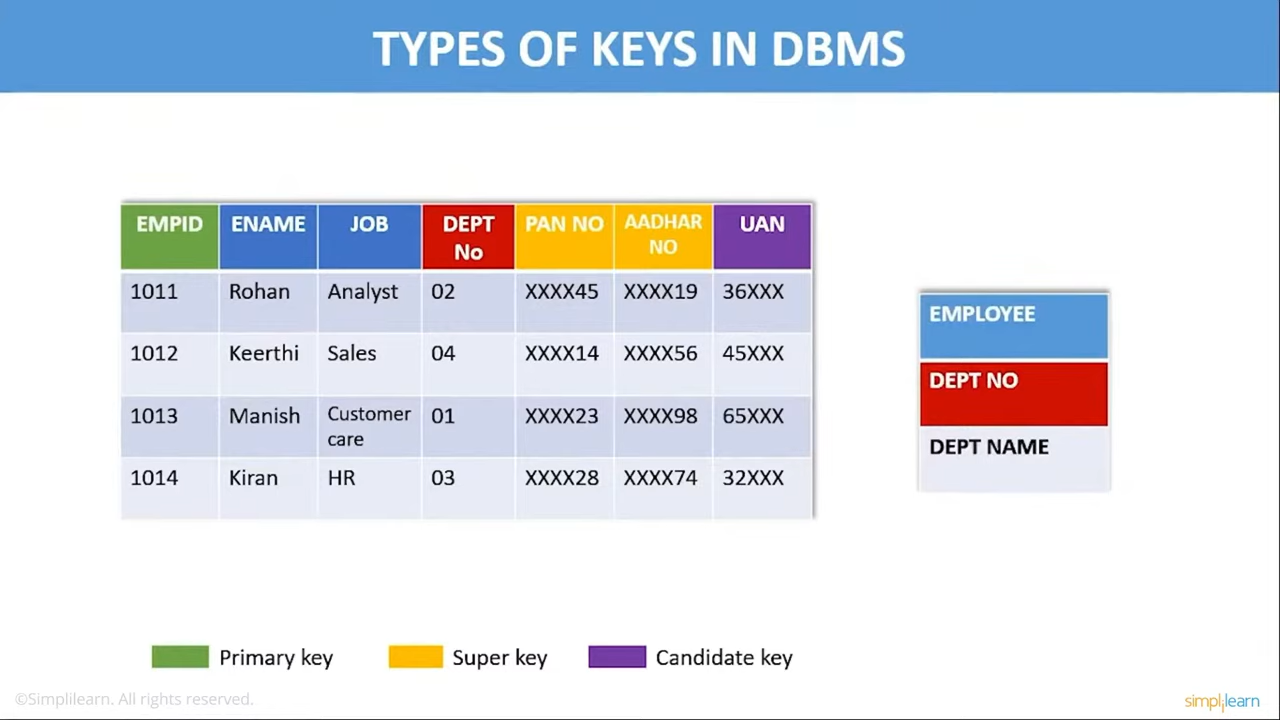 TYPES OF KEYS IN DBMS
EMPID ENAME JOB DEPT No PAN NO AADHAR NO UAN
1011 Rohan Analyst 02 XXXX45 XXXX19 36XXX
1012 Keerthi Sales 04 XXXX14 XXXX56 45XXX
1013 Manish Customer care 01 XXXX23 XXXX98 65XXX
1014 Kiran HR 03 XXXX28 XXXX74 32XXX
EMPLOYEE
DEPT NO
DEPT NAME
Primary key Super key Candidate key
©Simplilearn. All rights reserved.
simplilearn